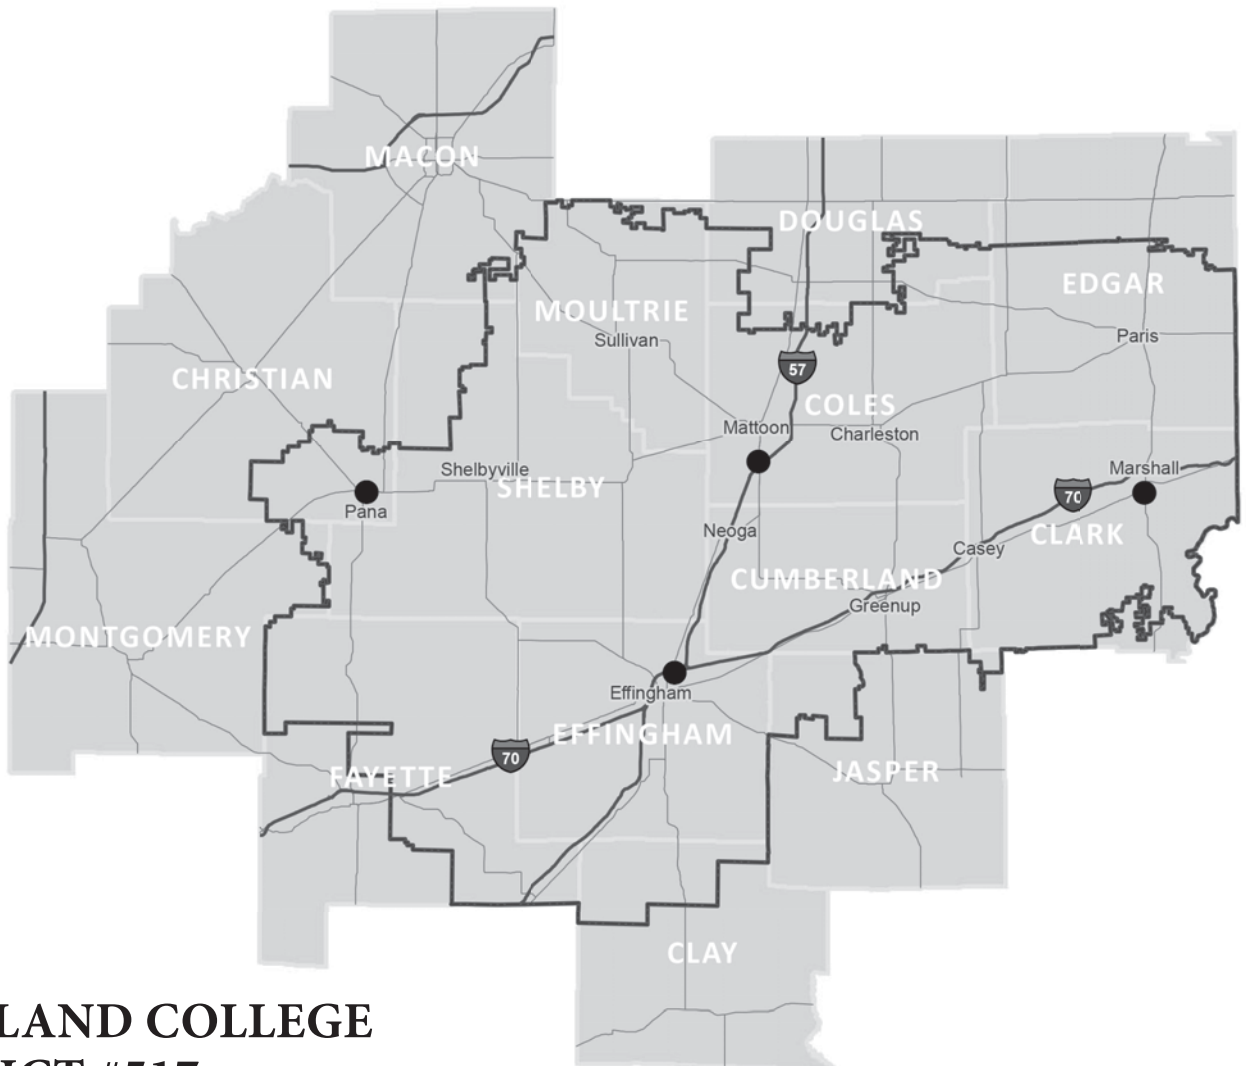 MACON
DOUGLAS
EDGAR
MOULTRIE
Sullivan
Paris
57
CHRISTIAN
COLES
Mattoon
Charleston
Shelbyville
SHELBY
Marshall
70
Pana
Neoga
CLARK
Casey
CUMBERLAND
Greenup
MONTGOMERY
Effingham
EFFINGHAM
70
FAYETTE
JASPER
CLAY
LAND COLLEGE